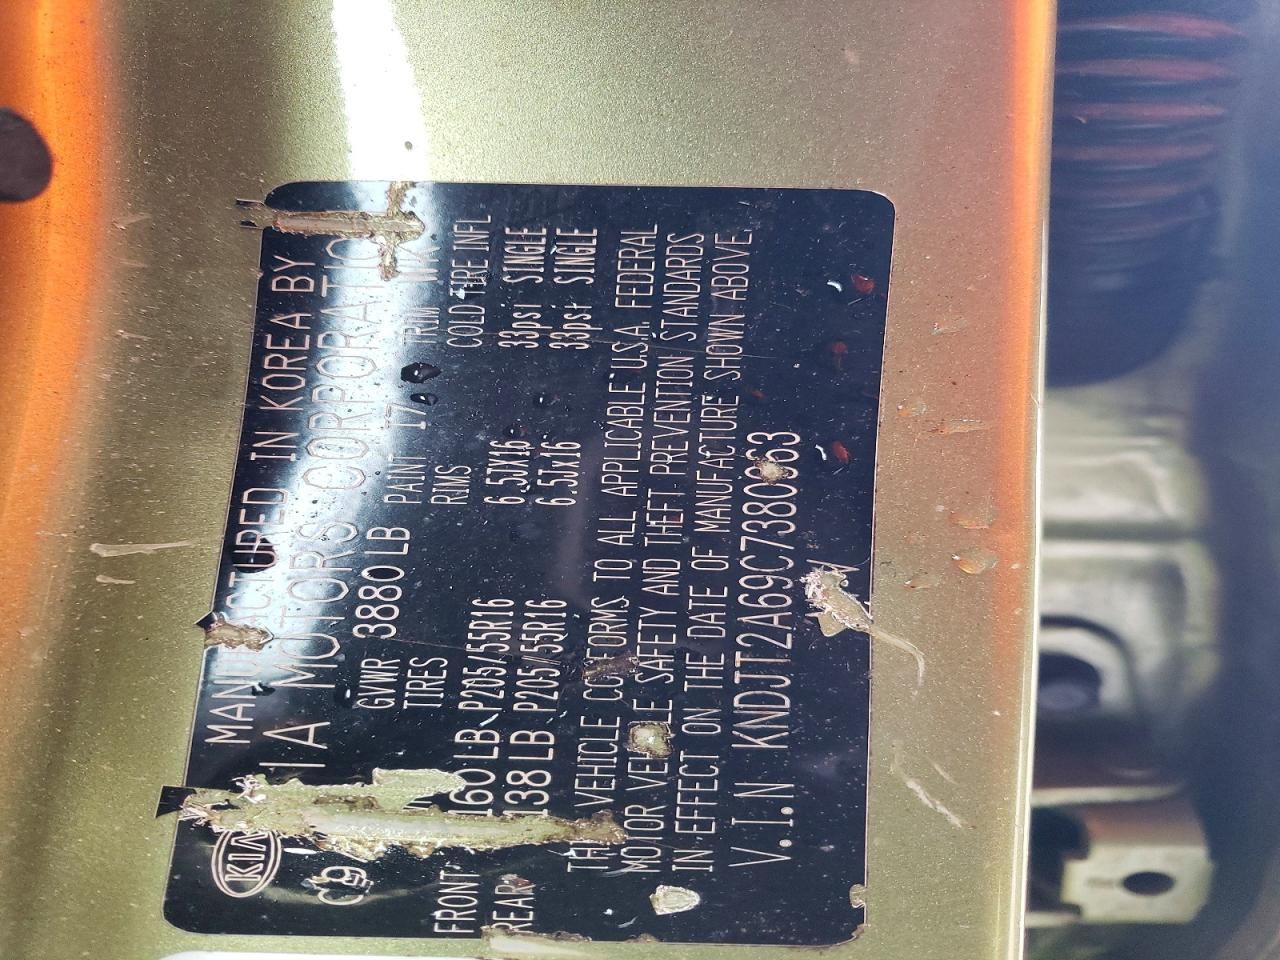 MANUFACTURED IN KOREA BY
KIA MOTORS CORPORATION
GVWR 3880 LB PAINT I7 TRIM WK
TIRES RIMS COLD TIRE INFL
FRONT 160 LB P205/55R16 6.5JX16 33psi SINGLE
REAR 138 LB P205/55R16 6.5Jx16 33psi SINGLE
THI VEHICLE CONFORMS TO ALL APPLICABLE U.S.A. FEDERAL
MOTOR VEHICLE SAFETY AND THEFT PREVENTION STANDARDS
IN EFFECT ON THE DATE OF MANUFACTURE SHOWN ABOVE
V.I.N KNDJT2A69C7380063